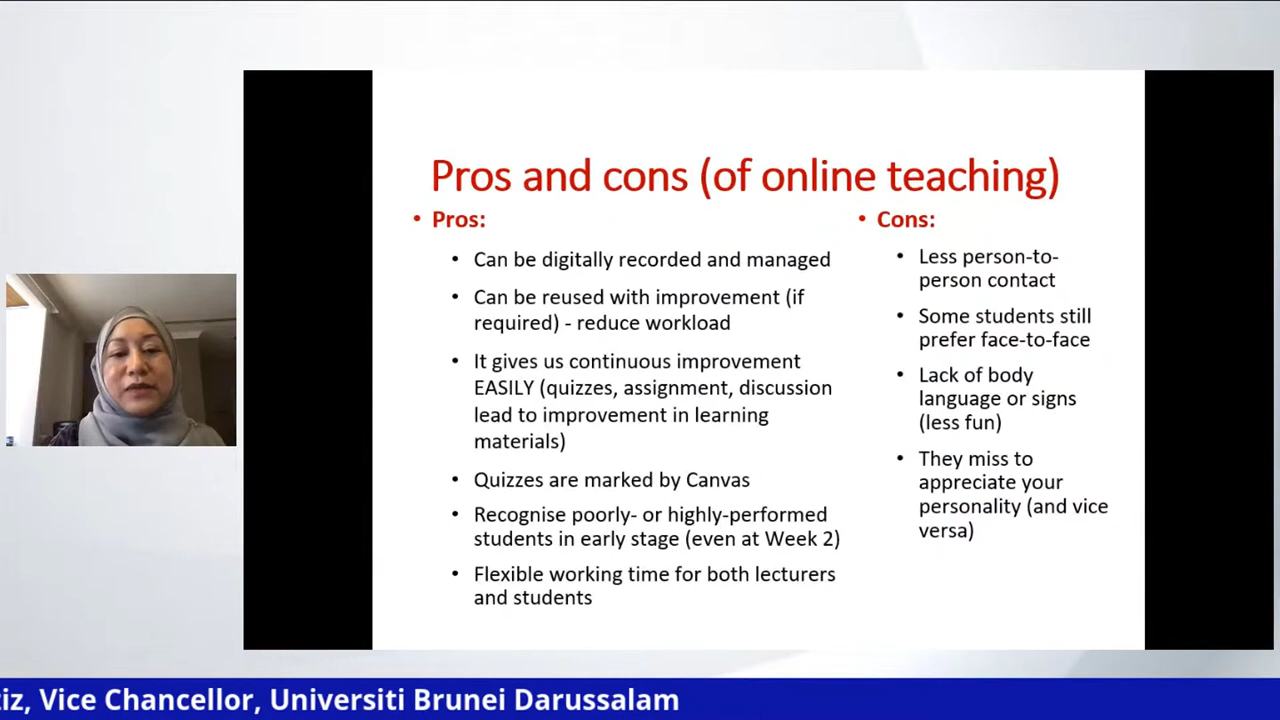 Pros and cons (of online teaching)
• Pros:
• Can be digitally recorded and managed
• Can be reused with improvement (if
required) - reduce workload
• It gives us continuous improvement
EASILY (quizzes, assignment, discussion
lead to improvement in learning
materials)
• Quizzes are marked by Canvas
• Recognise poorly- or highly-performed
students in early stage (even at Week 2)
• Flexible working time for both lecturers
and students
• Cons:
• Less person-to-
person contact
• Some students still
prefer face-to-face
• Lack of body
language or signs
(less fun)
• They miss to
appreciate your
personality (and vice
versa)
Vice Chancellor, Universiti Brunei Darussalam